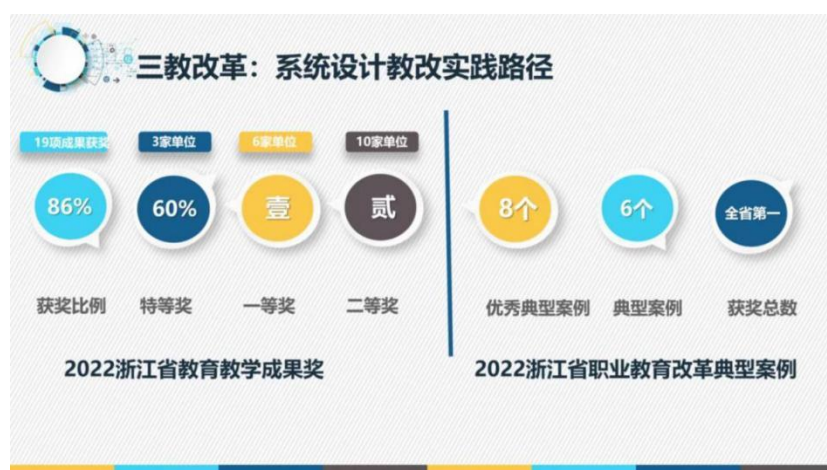 三教改革：系统设计教改实践路径
19项成果获奖 3家单位 6家单位 10家单位
86% 60% 壹 贰 8个 6个 全省第一
获奖比例 特等奖 一等奖 二等奖 优秀典型案例 典型案例 获奖总数
2022浙江省教育教学成果奖 2022浙江省职业教育改革典型案例